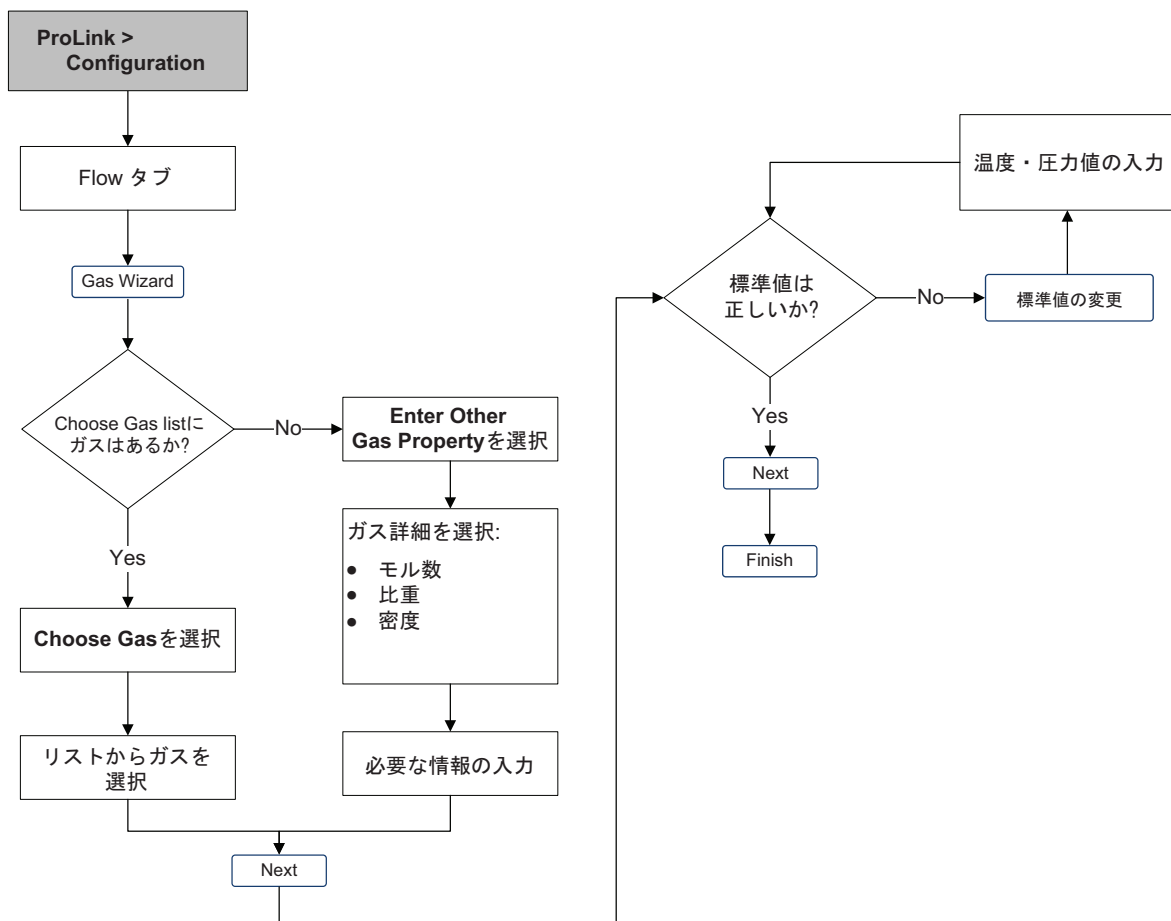 ProLink >
Configuration
Flow タブ
Gas Wizard
Choose Gas listに
ガスはあるか?
No
Yes
Enter Other
Gas Propertyを選択
ガス詳細を選択:
● モル数
● 比重
● 密度
Choose Gasを選択
リストからガスを
選択
必要な情報の入力
Next
温度・圧力値の入力
標準値は
正しいか?
No
標準値の変更
Yes
Next
Finish